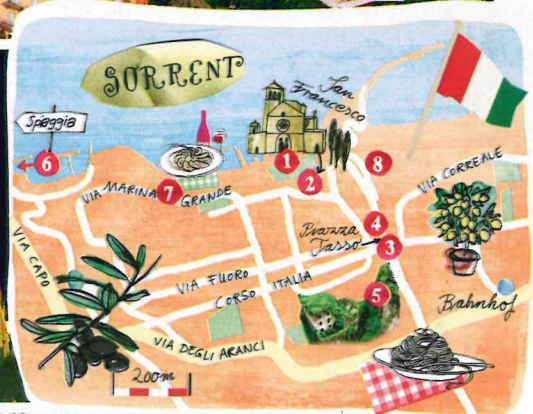 SORRENT
San
Francesco
Spiaggia
6
1
2
8
VIA MARINA
7
GRANDE
VIA CORREALE
4
Piazza
Tasso
3
VIA CAPO
VIA FUORO
CORSO ITALIA
5
Bahnhof
VIA DEGLI ARANCI
200m